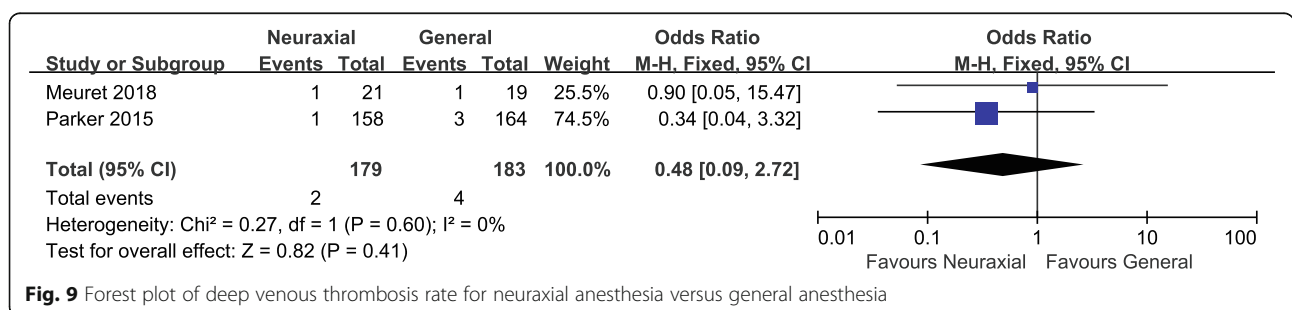 Neuraxial General Odds Ratio Odds Ratio
Study or Subgroup Events Total Events Total Weight M-H, Fixed, 95% CI M-H, Fixed, 95% CI
Meuret 2018 1 21 1 19 25.5% 0.90 [0.05, 15.47]
Parker 2015 1 158 3 164 74.5% 0.34 [0.04, 3.32]
Total (95% CI) 179 183 100.0% 0.48 [0.09, 2.72]
Total events 2 4
Heterogeneity: Chi² = 0.27, df = 1 (P = 0.60); I² = 0%
Test for overall effect: Z = 0.82 (P = 0.41)
0.01 0.1 1 10 100
Favours Neuraxial Favours General
Fig. 9 Forest plot of deep venous thrombosis rate for neuraxial anesthesia versus general anesthesia